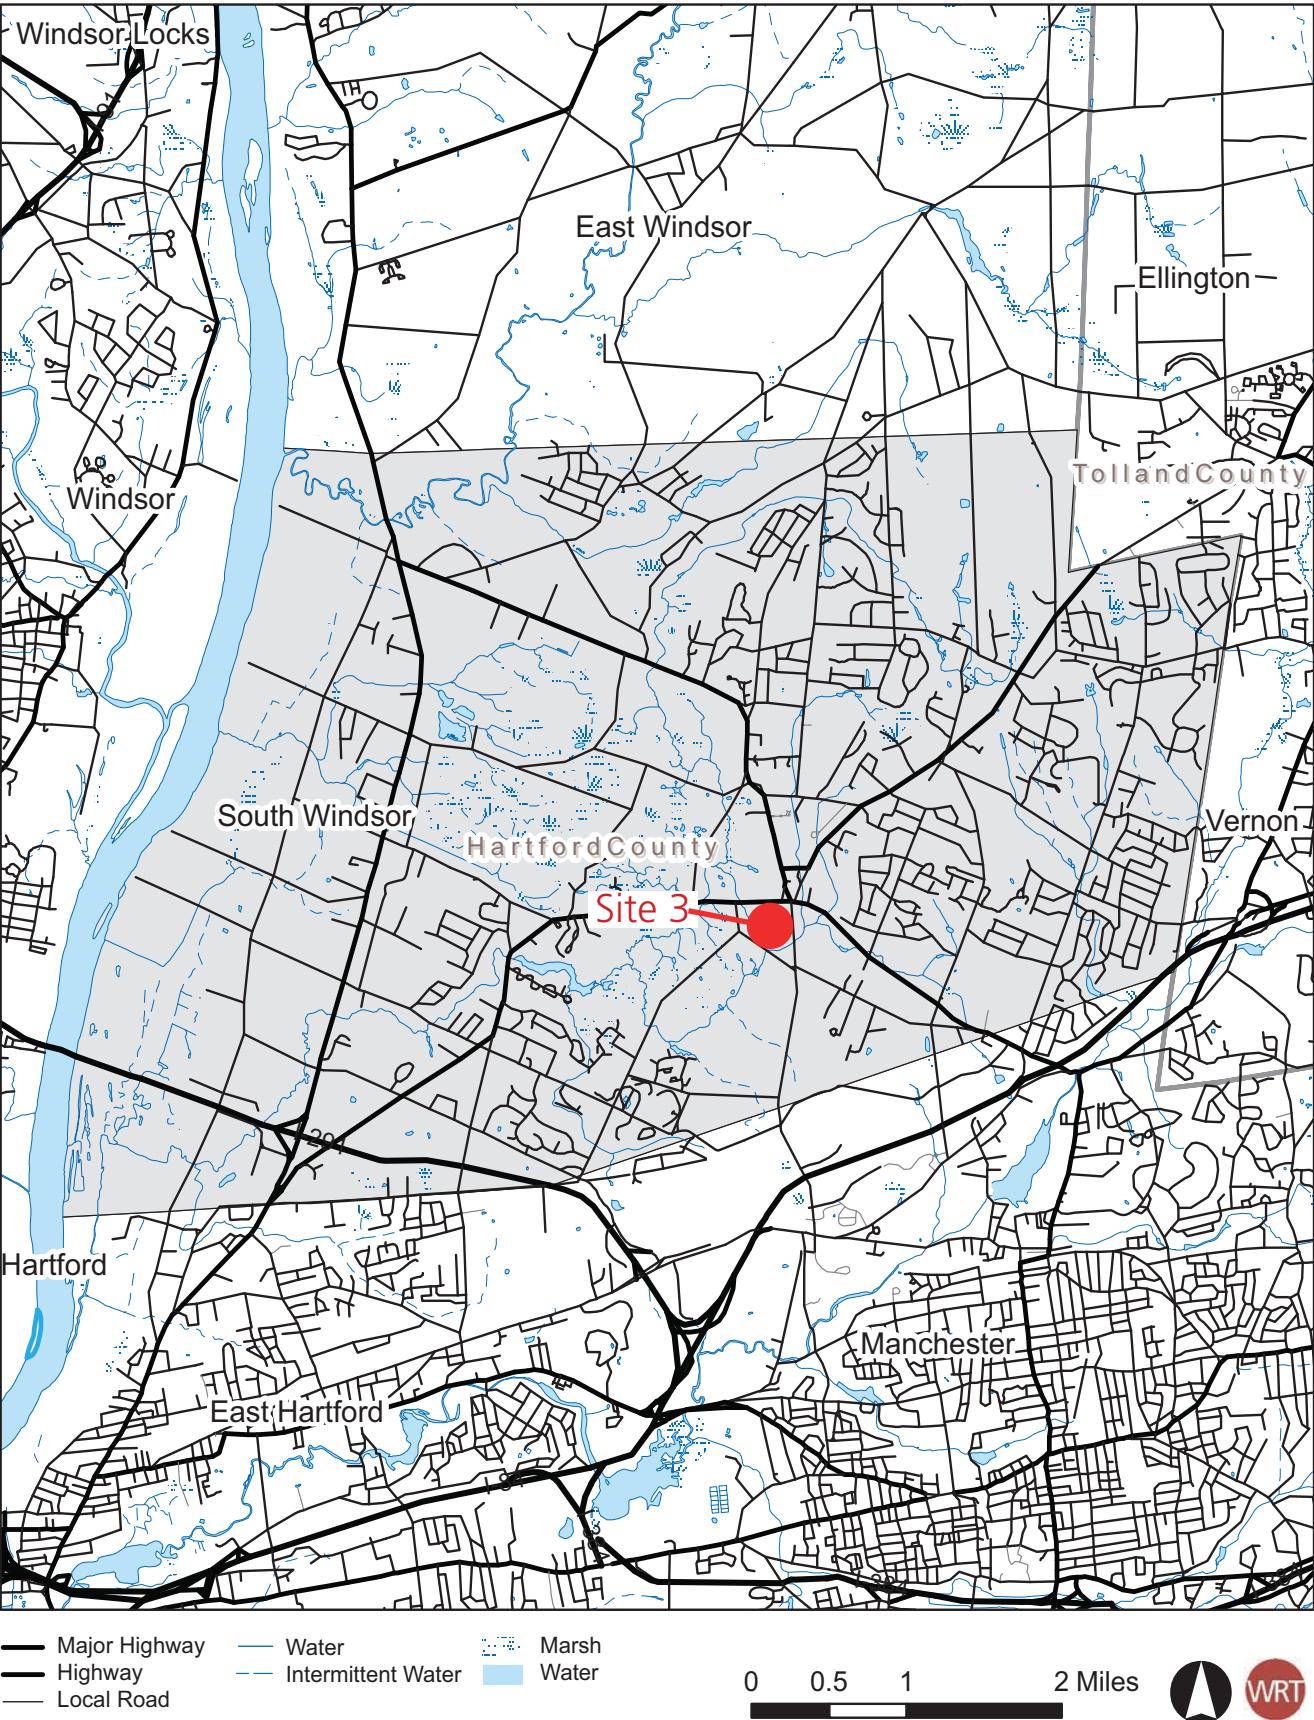 Windsor Locks
East Windsor
Ellington
Tolland County
Windsor
South Windsor
Hartford County
Vernon
Site 3
291
Hartford
Manchester
East Hartford
Major Highway
Highway
Local Road
Water
Intermittent Water
Marsh
Water
0 0.5 1 2 Miles
WRT